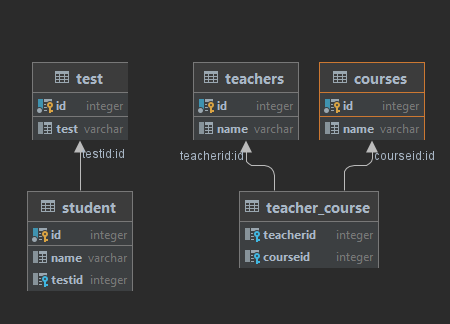 test
id integer
test varchar
teachers
id integer
name varchar
courses
id integer
name varchar
testid:id
teacherid:id
courseid:id
student
id integer
name varchar
testid integer
teacher_course
teacherid integer
courseid integer